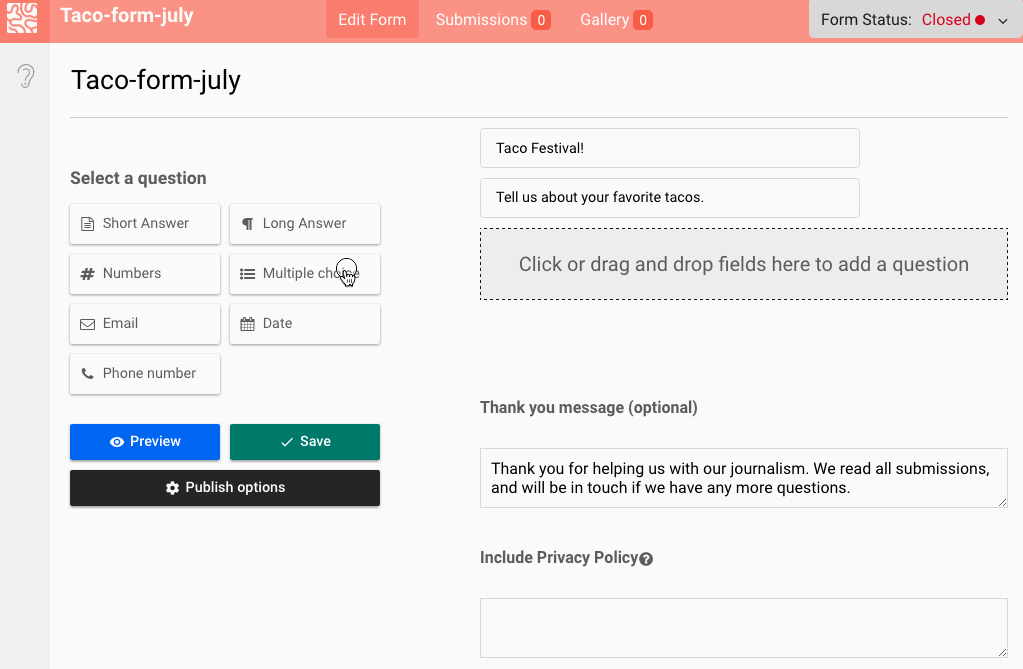 Taco-form-july
Edit Form
Submissions 0
Gallery 0
Form Status: Closed
Taco-form-july
Select a question
Short Answer
Long Answer
Numbers
Multiple choice
Email
Date
Phone number
Preview
Save
Publish options
Taco Festival!
Tell us about your favorite tacos.
Click or drag and drop fields here to add a question
Thank you message (optional)
Thank you for helping us with our journalism. We read all submissions,
and will be in touch if we have any more questions.
Include Privacy Policy